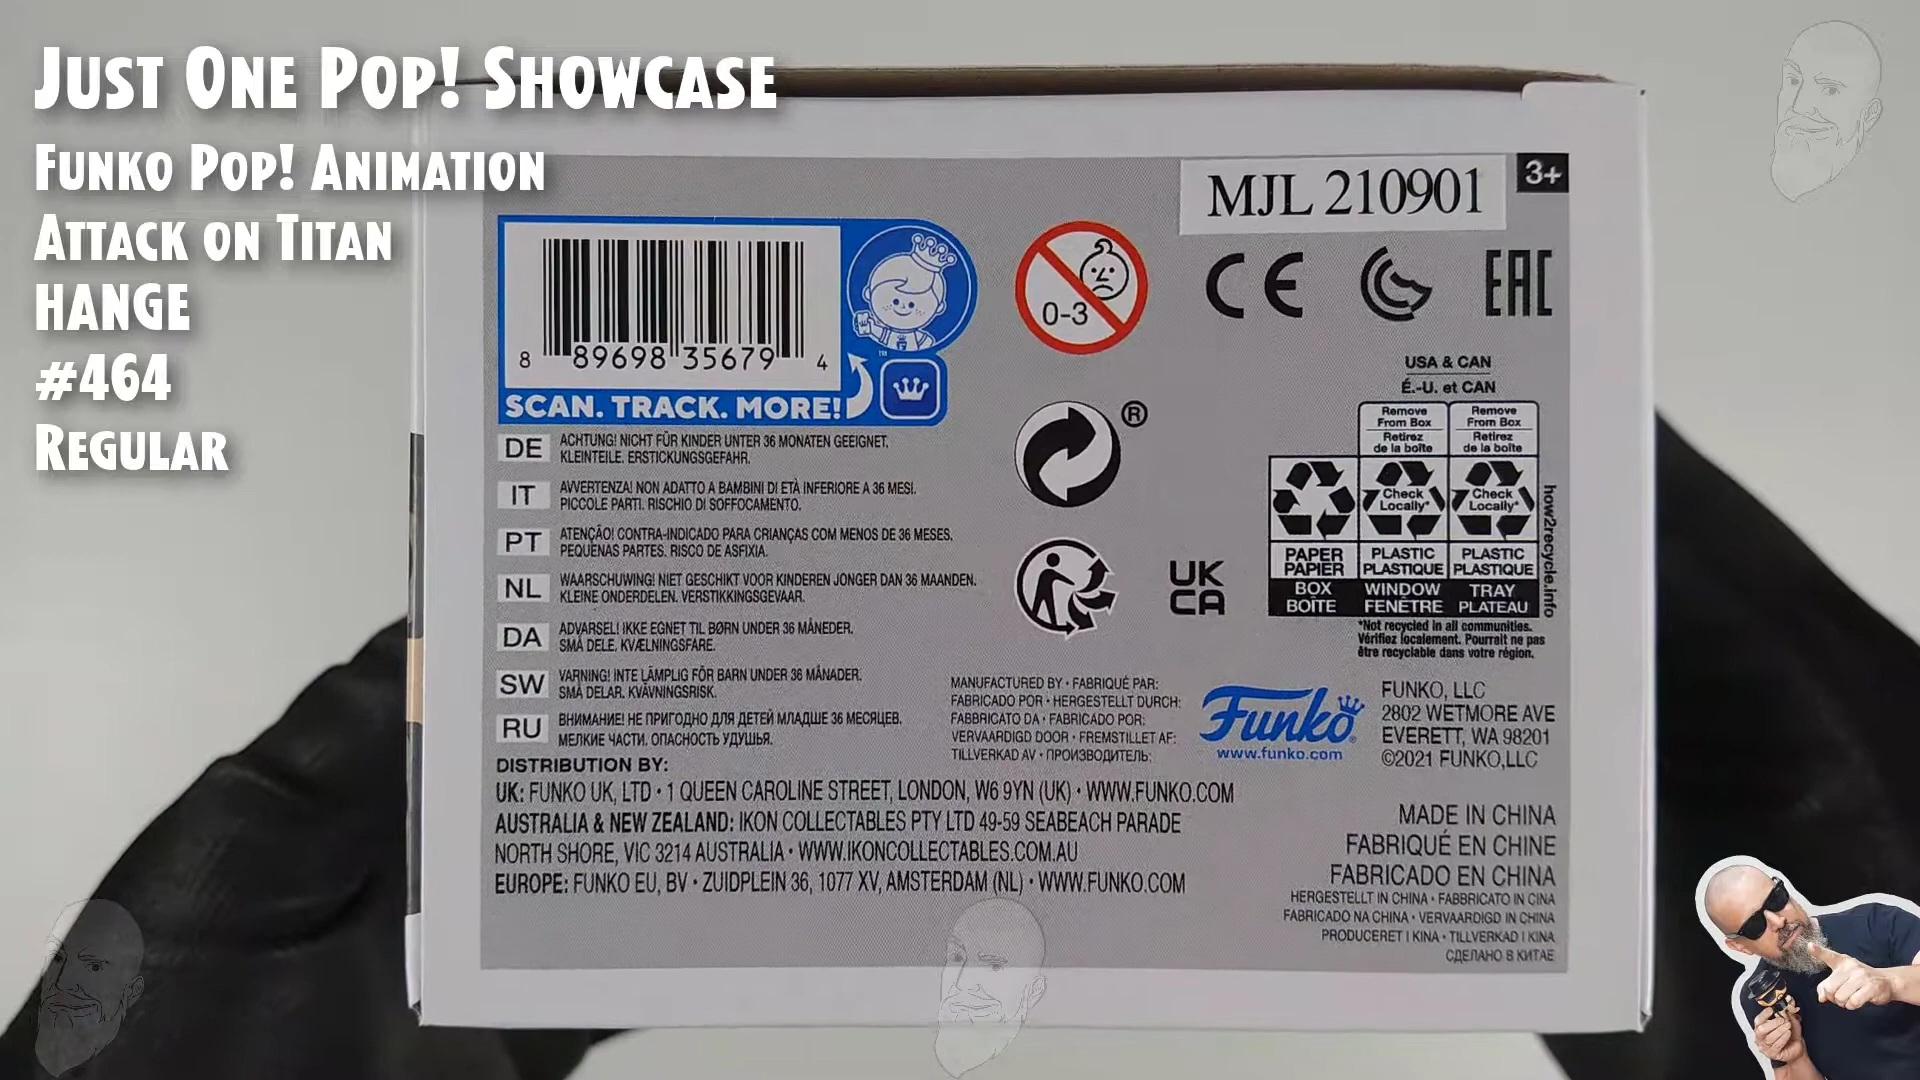 Just One Pop! Showcase
Funko Pop! Animation
Attack on Titan
HANGE
#464
Regular
MJL 210901
3+
8 89698 35679 4
™
SCAN. TRACK. MORE!
0-3
CE
EAC
®
UK
CA
USA & CAN
É.-U. et CAN
Remove From Box
Retirez de la boîte
Remove From Box
Retirez de la boîte
Check Locally*
Check Locally*
PAPER
PAPIER
PLASTIC
PLASTIQUE
PLASTIC
PLASTIQUE
BOX
BOÎTE
WINDOW
FENÊTRE
TRAY
PLATEAU
how2recycle.info
*Not recycled in all communities.
Vérifiez localement. Pourrait ne pas
être recyclable dans votre région.
DE ACHTUNG! NICHT FÜR KINDER UNTER 36 MONATEN GEEIGNET.
KLEINTEILE. ERSTICKUNGSGEFAHR.
IT AVVERTENZA! NON ADATTO A BAMBINI DI ETÀ INFERIORE A 36 MESI.
PICCOLE PARTI. RISCHIO DI SOFFOCAMENTO.
PT ATENÇÃO! CONTRA-INDICADO PARA CRIANÇAS COM MENOS DE 36 MESES.
PEQUENAS PARTES. RISCO DE ASFIXIA.
NL WAARSCHUWING! NIET GESCHIKT VOOR KINDEREN JONGER DAN 36 MAANDEN.
KLEINE ONDERDELEN. VERSTIKKINGSGEVAAR.
DA ADVARSEL! IKKE EGNET TIL BØRN UNDER 36 MÅNEDER.
SMÅ DELE. KVÆLNINGSFARE.
SW VARNING! INTE LÄMPLIG FÖR BARN UNDER 36 MÅNADER.
SMÅ DELAR. KVÄVNINGSRISK.
RU ВНИМАНИЕ! НЕ ПРИГОДНО ДЛЯ ДЕТЕЙ МЛАДШЕ 36 МЕСЯЦЕВ.
МЕЛКИЕ ЧАСТИ. ОПАСНОСТЬ УДУШЬЯ.
MANUFACTURED BY • FABRIQUÉ PAR:
FABRICADO POR • HERGESTELLT DURCH:
FABBRICATO DA • FABRICADO POR:
VERVAARDIGD DOOR • FREMSTILLET AF:
TILLVERKAD AV • ПРОИЗВОДИТЕЛЬ:
Funko®
www.funko.com
FUNKO, LLC
2802 WETMORE AVE
EVERETT, WA 98201
©2021 FUNKO,LLC
DISTRIBUTION BY:
UK: FUNKO UK, LTD • 1 QUEEN CAROLINE STREET, LONDON, W6 9YN (UK) • WWW.FUNKO.COM
AUSTRALIA & NEW ZEALAND: IKON COLLECTABLES PTY LTD 49-59 SEABEACH PARADE
NORTH SHORE, VIC 3214 AUSTRALIA • WWW.IKONCOLLECTABLES.COM.AU
EUROPE: FUNKO EU, BV • ZUIDPLEIN 36, 1077 XV, AMSTERDAM (NL) • WWW.FUNKO.COM
MADE IN CHINA
FABRIQUÉ EN CHINE
FABRICADO EN CHINA
HERGESTELLT IN CHINA • FABBRICATO IN CINA
FABRICADO NA CHINA • VERVAARDIGD IN CHINA
PRODUCERET I KINA • TILLVERKAD I KINA
СДЕЛАНО В КИТАЕ